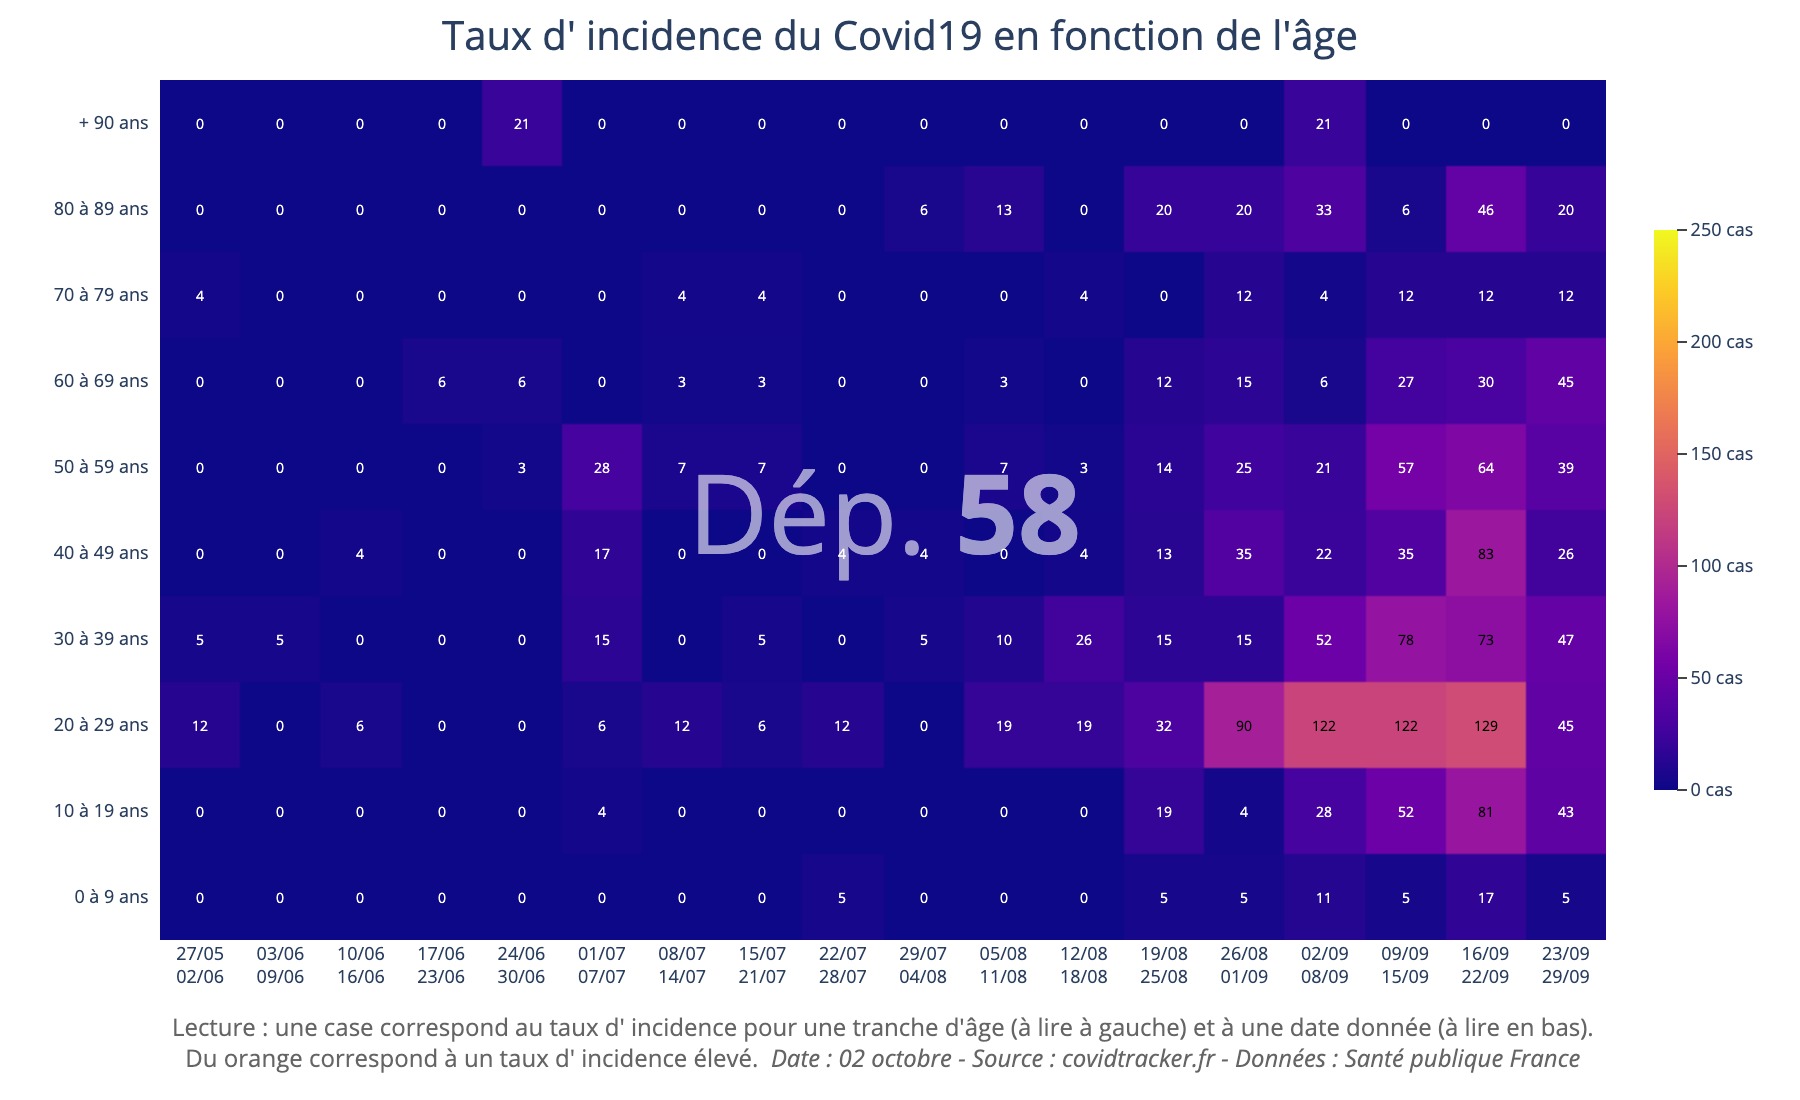 Taux d' incidence du Covid19 en fonction de l'âge
+ 90 ans 0 0 0 0 21 0 0 0 0 0 0 0 0 0 21 0 0 0
80 à 89 ans 0 0 0 0 0 0 0 0 0 6 13 0 20 20 33 6 46 20
250 cas
70 à 79 ans 4 0 0 0 0 0 4 4 0 0 0 4 0 12 4 12 12 12
200 cas
60 à 69 ans 0 0 0 6 6 0 3 3 0 0 3 0 12 15 6 27 30 45
150 cas
50 à 59 ans 0 0 0 0 3 28 7 7 0 0 7 3 14 25 21 57 64 39
Dép. 58
40 à 49 ans 0 0 4 0 0 17 0 0 4 4 0 4 13 35 22 35 83 26
100 cas
30 à 39 ans 5 5 0 0 0 15 0 5 0 5 10 26 15 15 52 78 73 47
50 cas
20 à 29 ans 12 0 6 0 0 6 12 6 12 0 19 19 32 90 122 122 129 45
0 cas
10 à 19 ans 0 0 0 0 0 4 0 0 0 0 0 0 19 4 28 52 81 43
0 à 9 ans 0 0 0 0 0 0 0 0 5 0 0 0 5 5 11 5 17 5
27/05 03/06 10/06 17/06 24/06 01/07 08/07 15/07 22/07 29/07 05/08 12/08 19/08 26/08 02/09 09/09 16/09 23/09
02/06 09/06 16/06 23/06 30/06 07/07 14/07 21/07 28/07 04/08 11/08 18/08 25/08 01/09 08/09 15/09 22/09 29/09
Lecture : une case correspond au taux d' incidence pour une tranche d'âge (à lire à gauche) et à une date donnée (à lire en bas).
Du orange correspond à un taux d' incidence élevé. Date : 02 octobre - Source : covidtracker.fr - Données : Santé publique France